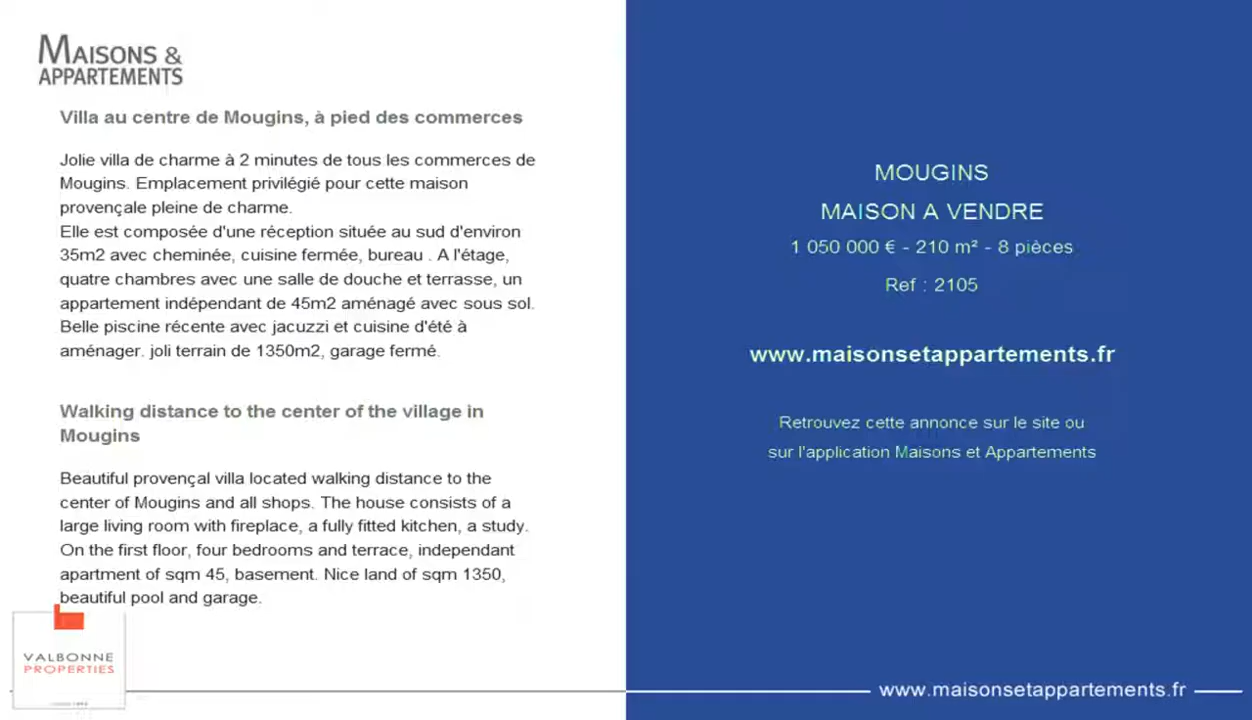 MAISONS &
APPARTEMENTS
Villa au centre de Mougins, à pied des commerces
Jolie villa de charme à 2 minutes de tous les commerces de
Mougins. Emplacement privilégié pour cette maison
provençale pleine de charme.
Elle est composée d'une réception située au sud d'environ
35m2 avec cheminée, cuisine fermée, bureau . A l'étage,
quatre chambres avec une salle de douche et terrasse, un
appartement indépendant de 45m2 aménagé avec sous sol.
Belle piscine récente avec jacuzzi et cuisine d'été à
aménager. joli terrain de 1350m2, garage fermé.
Walking distance to the center of the village in
Mougins
Beautiful provençal villa located walking distance to the
center of Mougins and all shops. The house consists of a
large living room with fireplace, a fully fitted kitchen, a study.
On the first floor, four bedrooms and terrace, independant
apartment of sqm 45, basement. Nice land of sqm 1350,
beautiful pool and garage.
VALBONNE
PROPERTIES
MOUGINS
MAISON A VENDRE
1 050 000 € - 210 m² - 8 pièces
Ref : 2105
www.maisonsetappartements.fr
Retrouvez cette annonce sur le site ou
sur l'application Maisons et Appartements
www.maisonsetappartements.fr